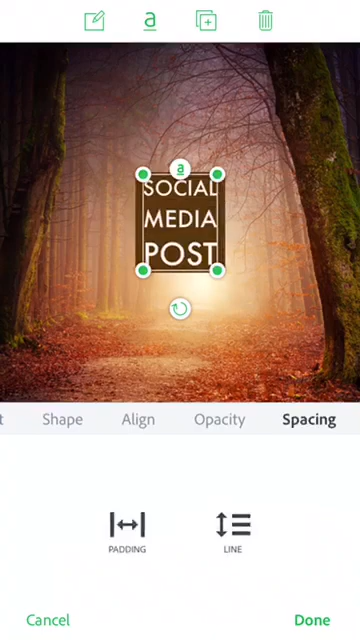 a
a
SOCIAL
MEDIA
POST
t Shape Align Opacity Spacing
PADDING LINE
Cancel Done